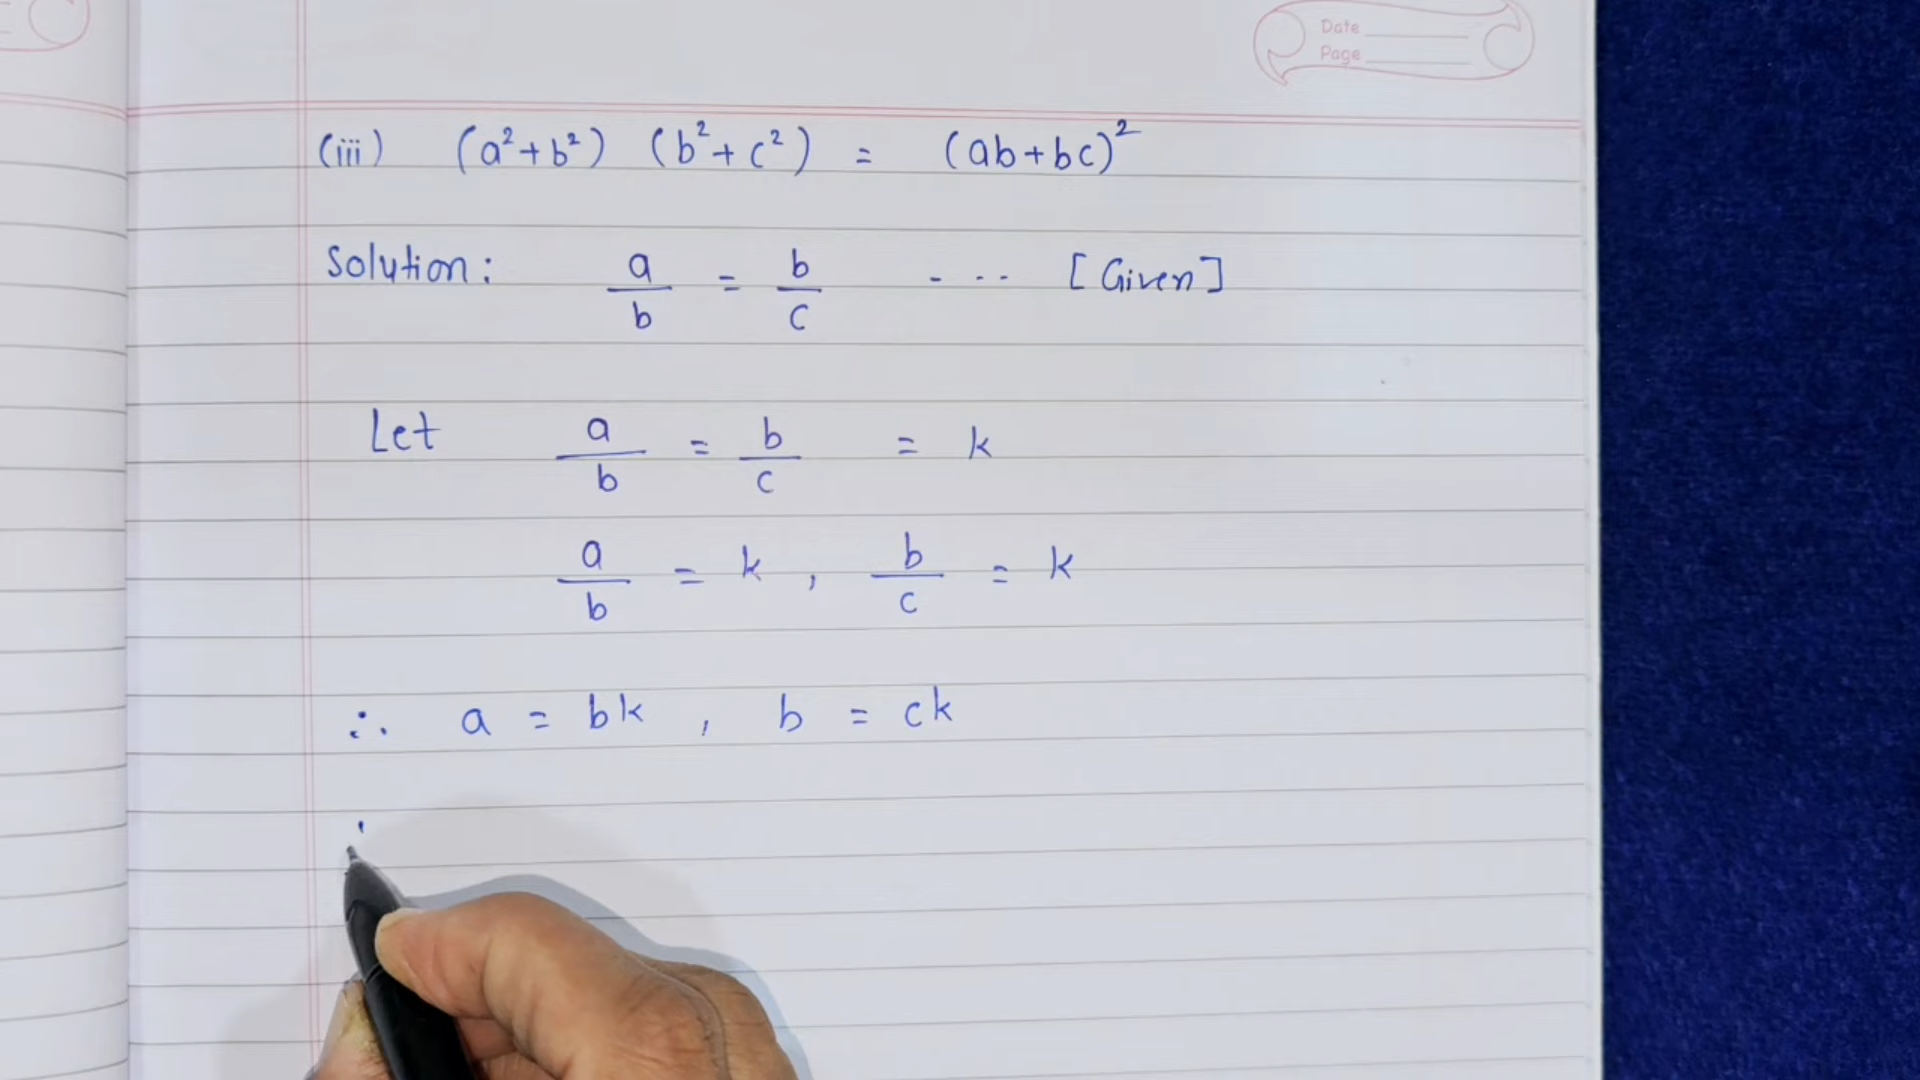 Date
Page
(iii) (a²+b²) (b²+c²) = (ab+bc)²
Solution: a/b = b/c - - - - [Given]
Let a/b = b/c = k
a/b = k , b/c = k
∴ a = bk , b = ck